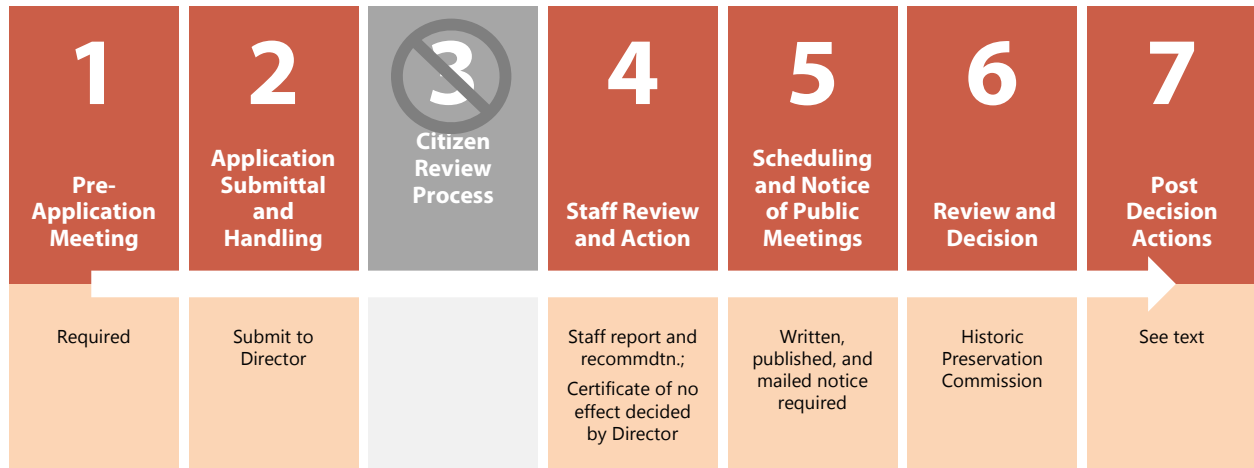 1
Pre-
Application
Meeting
Required
2
Application
Submittal
and
Handling
Submit to
Director
3
Citizen
Review
Process
4
Staff Review
and Action
Staff report and
recommdtn.;
Certificate of no
effect decided
by Director
5
Scheduling
and Notice
of Public
Meetings
Written,
published, and
mailed notice
required
6
Review and
Decision
Historic
Preservation
Commission
7
Post
Decision
Actions
See text